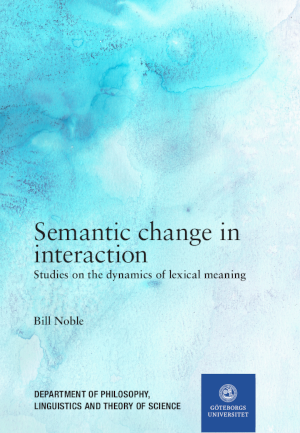 Semantic change in
interaction
Studies on the dynamics of lexical meaning
Bill Noble
DEPARTMENT OF PHILOSOPHY,
LINGUISTICS AND THEORY OF SCIENCE
GÖTEBORGS
UNIVERSITET